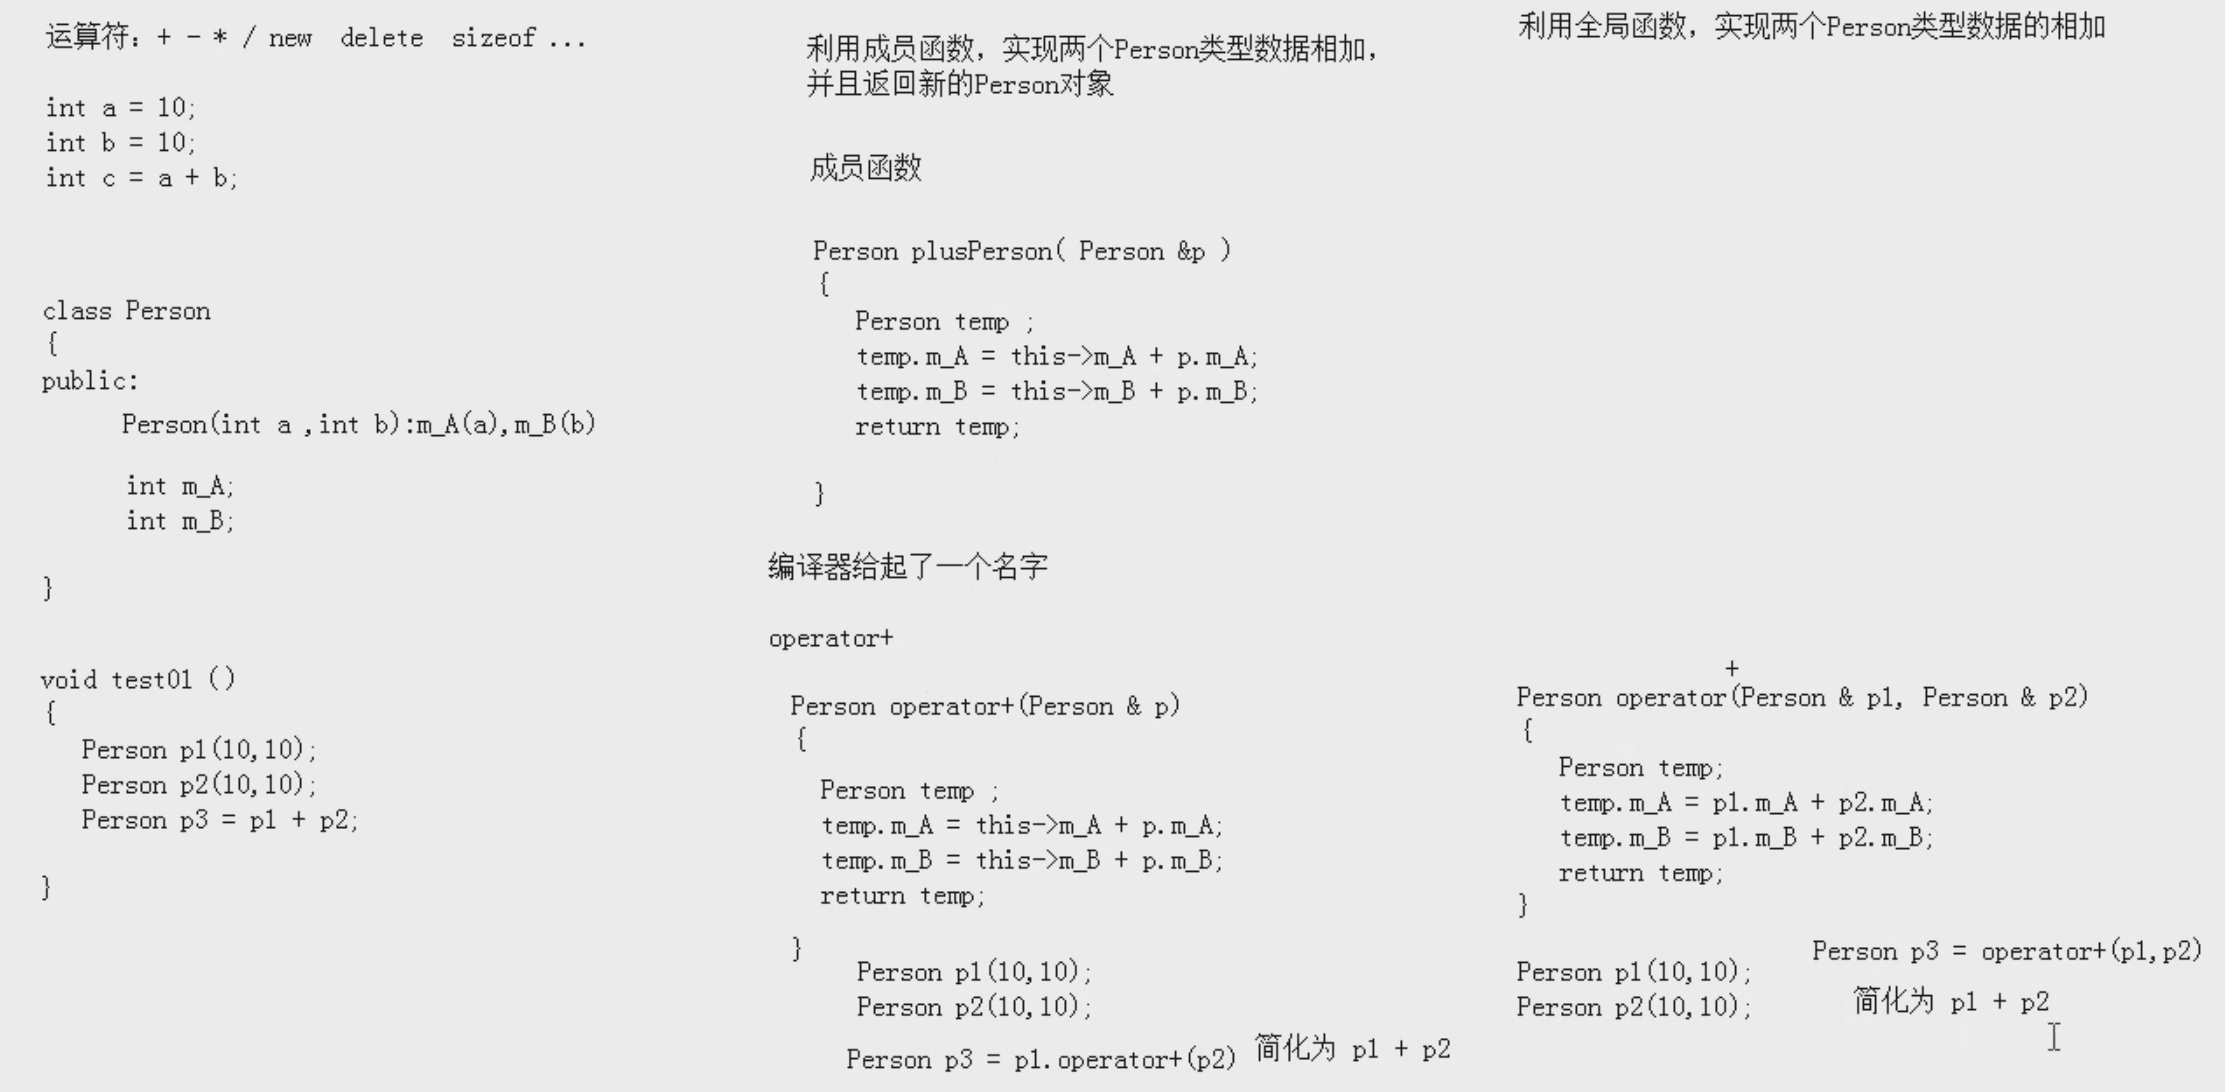 运算符：+ - * / new delete sizeof ...
int a = 10;
int b = 10;
int c = a + b;
class Person
{
public:
Person(int a ,int b):m_A(a),m_B(b)
int m_A;
int m_B;
}
void test01 ()
{
Person p1(10,10);
Person p2(10,10);
Person p3 = p1 + p2;
}
利用成员函数，实现两个Person类型数据相加，
并且返回新的Person对象
成员函数
Person plusPerson( Person &p )
{
Person temp ;
temp.m_A = this->m_A + p.m_A;
temp.m_B = this->m_B + p.m_B;
return temp;
}
编译器给起了一个名字
operator+
Person operator+(Person & p)
{
Person temp ;
temp.m_A = this->m_A + p.m_A;
temp.m_B = this->m_B + p.m_B;
return temp;
}
Person p1(10,10);
Person p2(10,10);
Person p3 = p1.operator+(p2) 简化为 p1 + p2
利用全局函数，实现两个Person类型数据的相加
+
Person operator(Person & p1, Person & p2)
{
Person temp;
temp.m_A = p1.m_A + p2.m_A;
temp.m_B = p1.m_B + p2.m_B;
return temp;
}
Person p1(10,10);
Person p2(10,10);
Person p3 = operator+(p1,p2)
简化为 p1 + p2